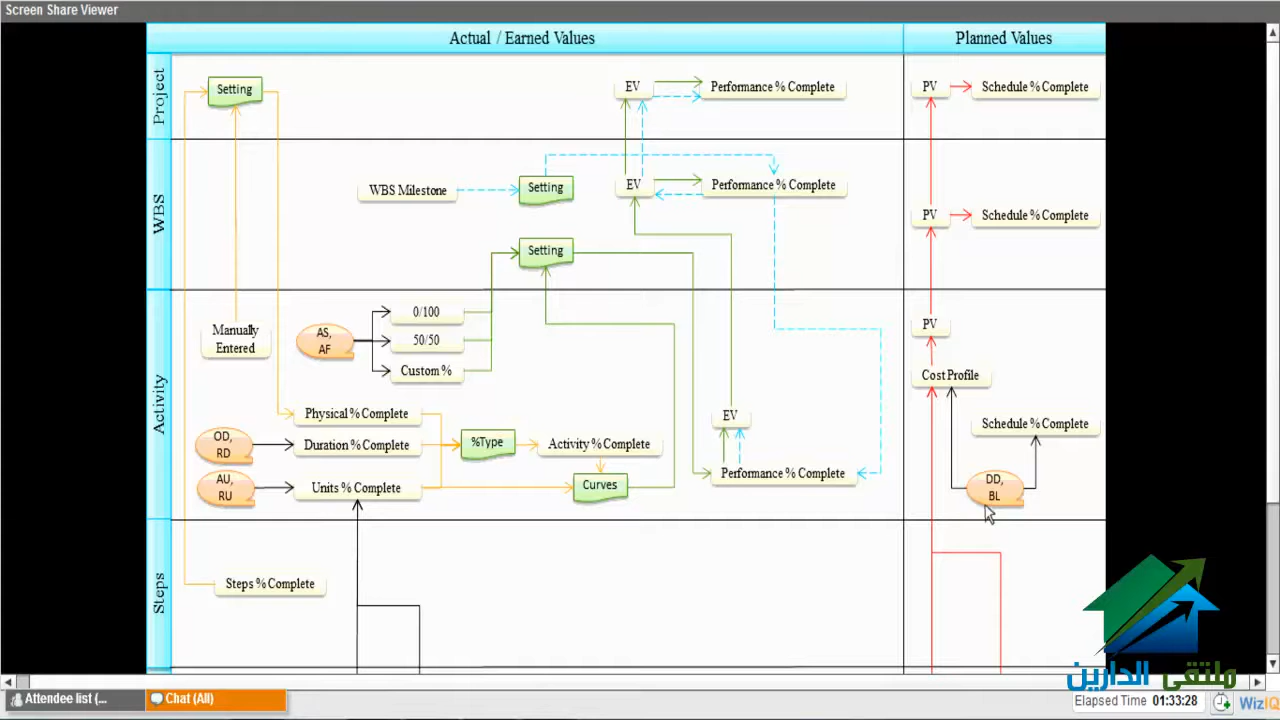 Screen Share Viewer
Actual / Earned Values
Planned Values
Project
Setting
EV
Performance % Complete
PV
Schedule % Complete
WBS
WBS Milestone
Setting
EV
Performance % Complete
PV
Schedule % Complete
Setting
Activity
Manually
Entered
AS,
AF
0/100
50/50
Custom %
PV
Cost Profile
Physical % Complete
OD,
RD
Duration % Complete
%Type
Activity % Complete
EV
Schedule % Complete
AU,
RU
Units % Complete
Curves
Performance % Complete
DD,
BL
Steps
Steps % Complete
ملتقى الدارين
Attendee list (...
Chat (All)
Elapsed Time 01:33:28
WizIQ